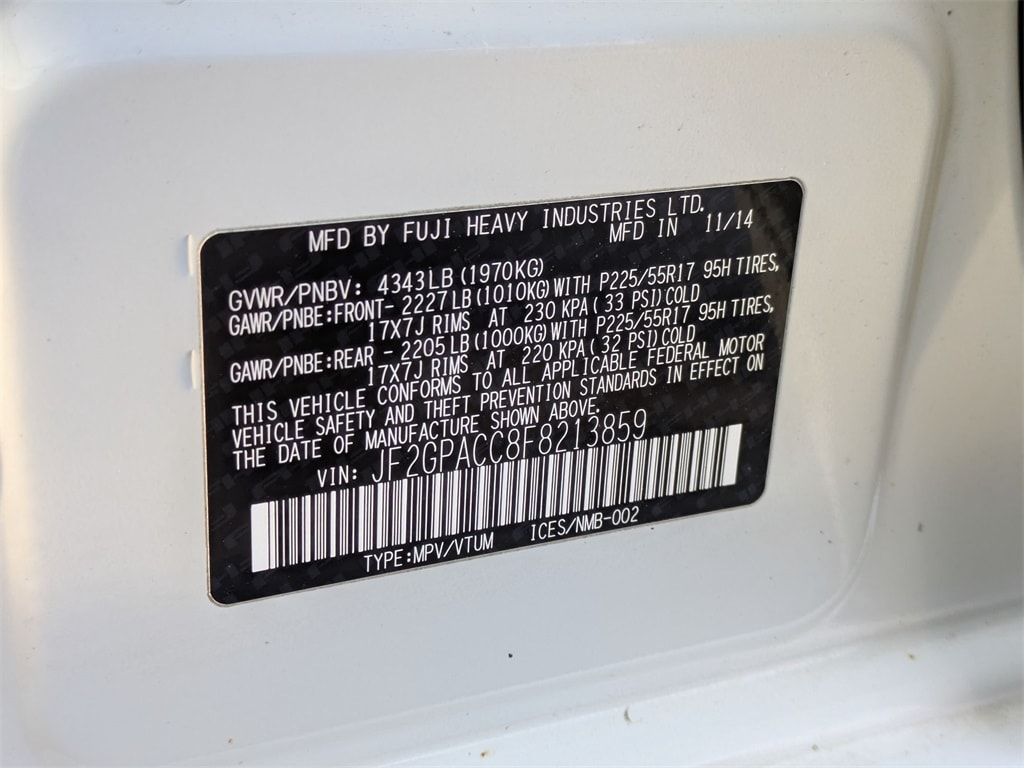 MFD BY FUJI HEAVY INDUSTRIES LTD.
MFD IN 11/14
GVWR/PNBV: 4343LB(1970KG)
GAWR/PNBE:FRONT- 2227LB(1010KG)WITH P225/55R17 95H TIRES,
17X7J RIMS AT 230 KPA( 33 PSI)COLD
GAWR/PNBE:REAR - 2205LB(1000KG)WITH P225/55R17 95H TIRES,
17X7J RIMS AT 220 KPA( 32 PSI)COLD
THIS VEHICLE CONFORMS TO ALL APPLICABLE FEDERAL MOTOR
VEHICLE SAFETY AND THEFT PREVENTION STANDARDS IN EFFECT ON
THE DATE OF MANUFACTURE SHOWN ABOVE.
VIN: JF2GPACC8F8213859
TYPE:MPV/VTUM ICES/NMB-002